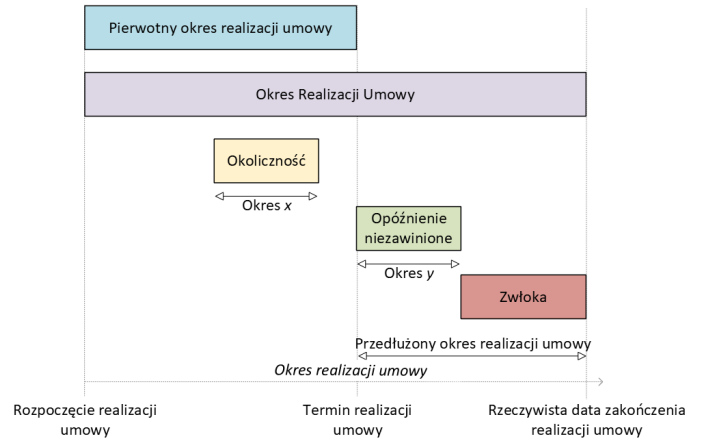 Pierwotny okres realizacji umowy
Okres Realizacji Umowy
Okoliczność
Okres x
Opóźnienie
niezawinione
Okres y
Zwłoka
Przedłużony okres realizacji umowy
Okres realizacji umowy
Rozpoczęcie realizacji
umowy
Termin realizacji
umowy
Rzeczywista data zakończenia
realizacji umowy